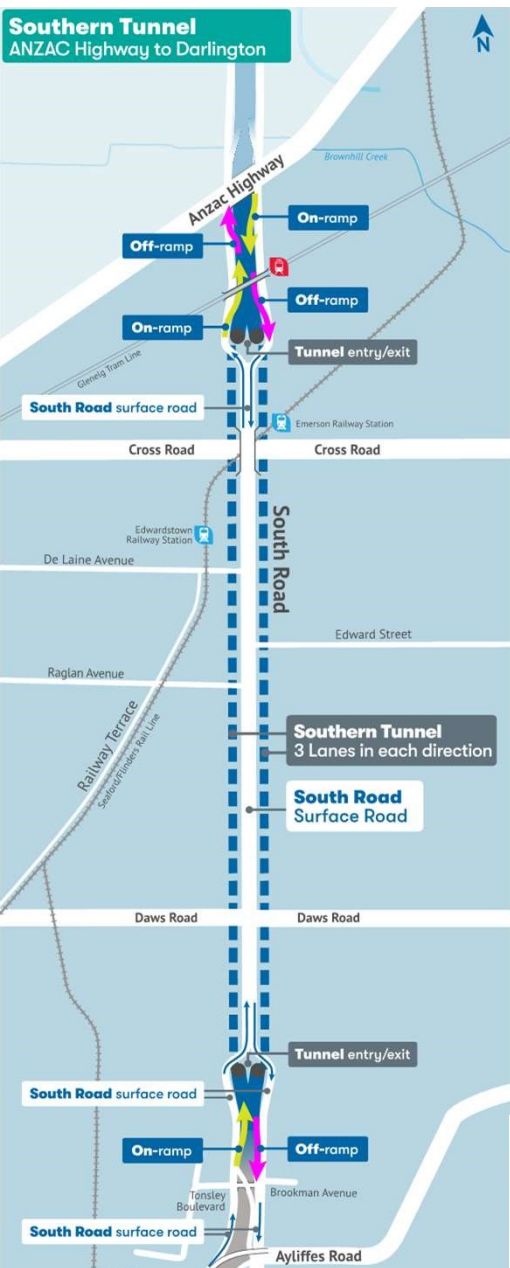 Southern Tunnel
ANZAC Highway to Darlington
N
Brownhill Creek
Anzac Highway
On-ramp
Off-ramp
Off-ramp
On-ramp
Tunnel entry/exit
Glenelg Tram Line
South Road surface road
Emerson Railway Station
Cross Road
Cross Road
South Road
Edwardstown
Railway Station
De Laine Avenue
Edward Street
Raglan Avenue
Railway Terrace
Seaford/Flinders Rail Line
Southern Tunnel
3 Lanes in each direction
South Road
Surface Road
Daws Road
Daws Road
Tunnel entry/exit
South Road surface road
On-ramp
Off-ramp
Tonsley
Boulevard
Brookman Avenue
South Road surface road
Ayliffes Road